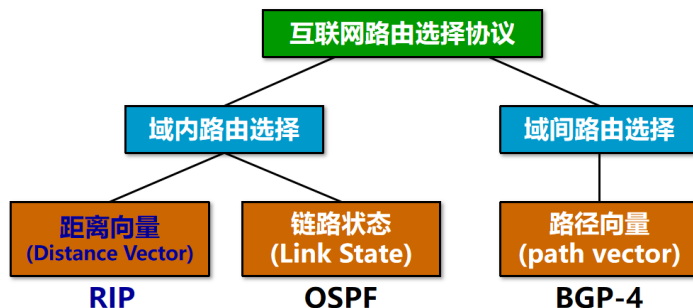 互联网路由选择协议
域内路由选择
域间路由选择
距离向量
(Distance Vector)
链路状态
(Link State)
路径向量
(path vector)
RIP
OSPF
BGP-4